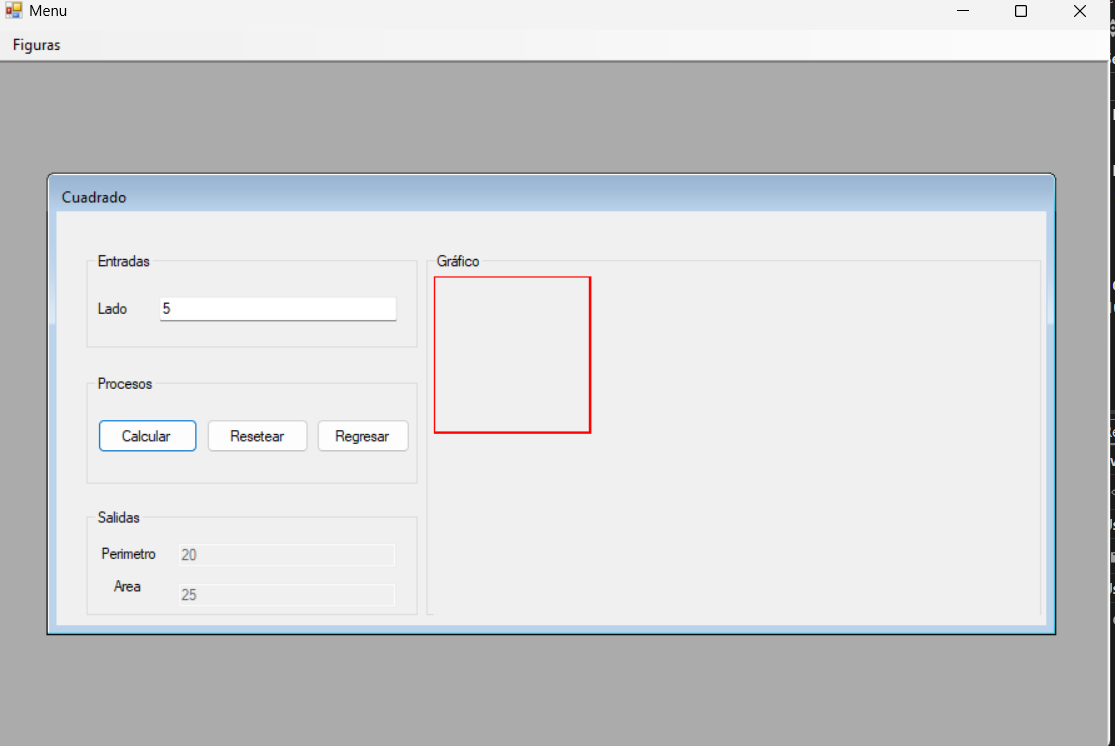 Menu
Figuras
Cuadrado
Entradas
Lado 5
Procesos
Calcular Resetear Regresar
Salidas
Perimetro 20
Area 25
Gráfico